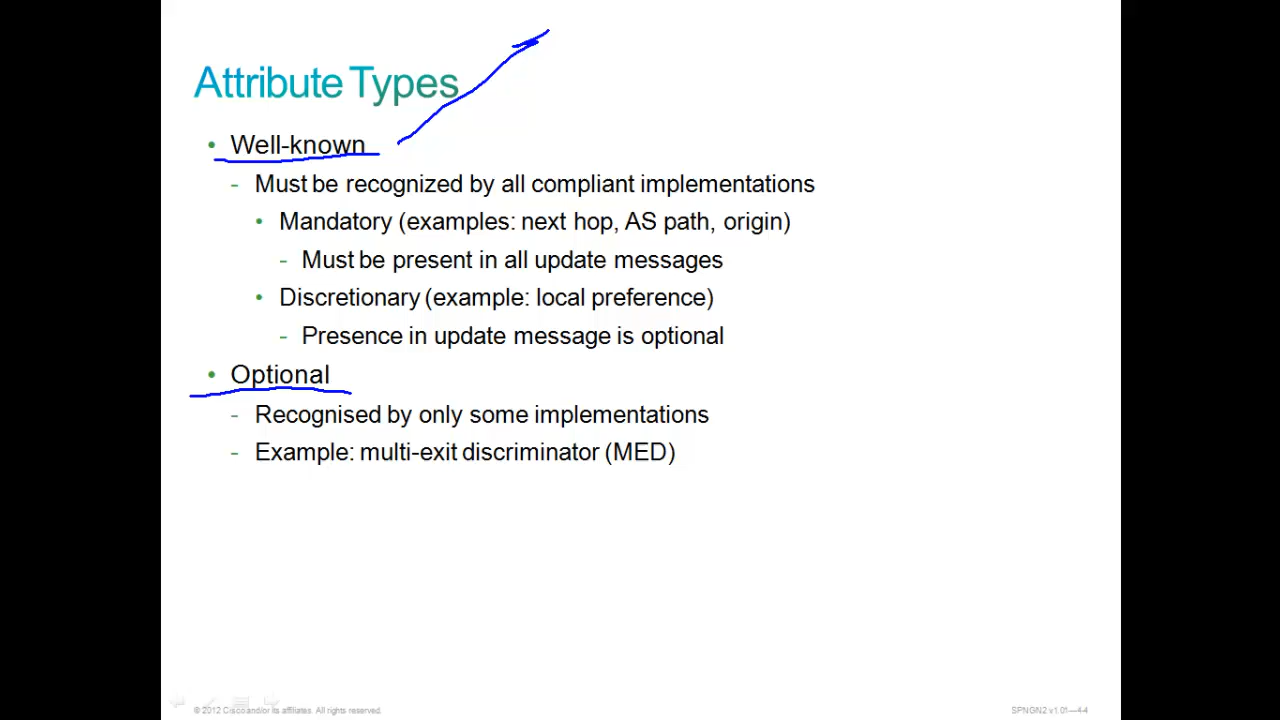 Attribute Types
• Well-known
- Must be recognized by all compliant implementations
• Mandatory (examples: next hop, AS path, origin)
- Must be present in all update messages
• Discretionary (example: local preference)
- Presence in update message is optional
• Optional
- Recognised by only some implementations
- Example: multi-exit discriminator (MED)
© 2012 Cisco and/or its affiliates. All rights reserved.
SPNGN2 v1.01—4-4